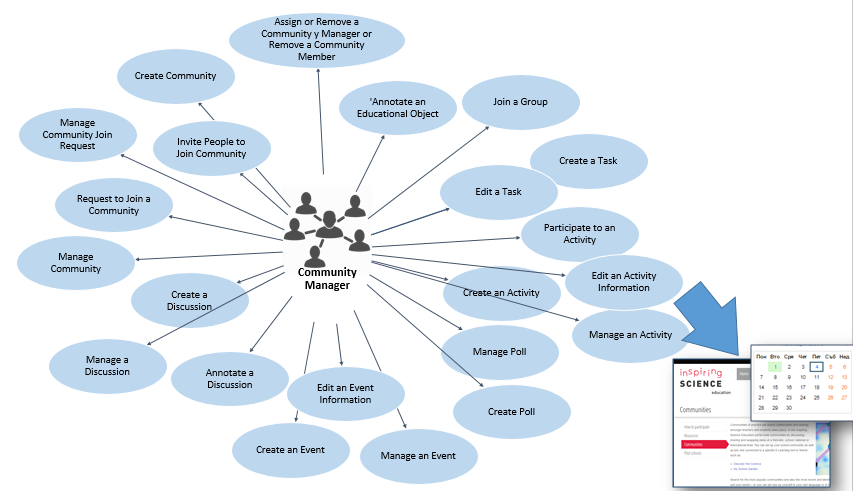 Assign or Remove a
Community y Manager or
Remove a Community
Member
Create Community
'Annotate an
Educational Object
Join a Group
Manage
Community Join
Request
Invite People to
Join Community
Create a Task
Edit a Task
Request to Join a
Community
Participate to an
Activity
Manage
Community
Community
Manager
Edit an Activity
Information
Create a
Discussion
Create an Activity
Manage an Activity
Manage a
Discussion
Annotate a
Discussion
Manage Poll
Edit an Event
Information
Create Poll
Create an Event
Manage an Event
Пон Вто Сре Чет Пет Съб Нед
1 2 3 4 5 6
7 8 9 10 11 12 13
14 15 16 17 18 19 20
21 22 23 24 25 26 27
28 29 30
inspiring
SCIENCE
education
Communities
How to participate
Resources
Communities